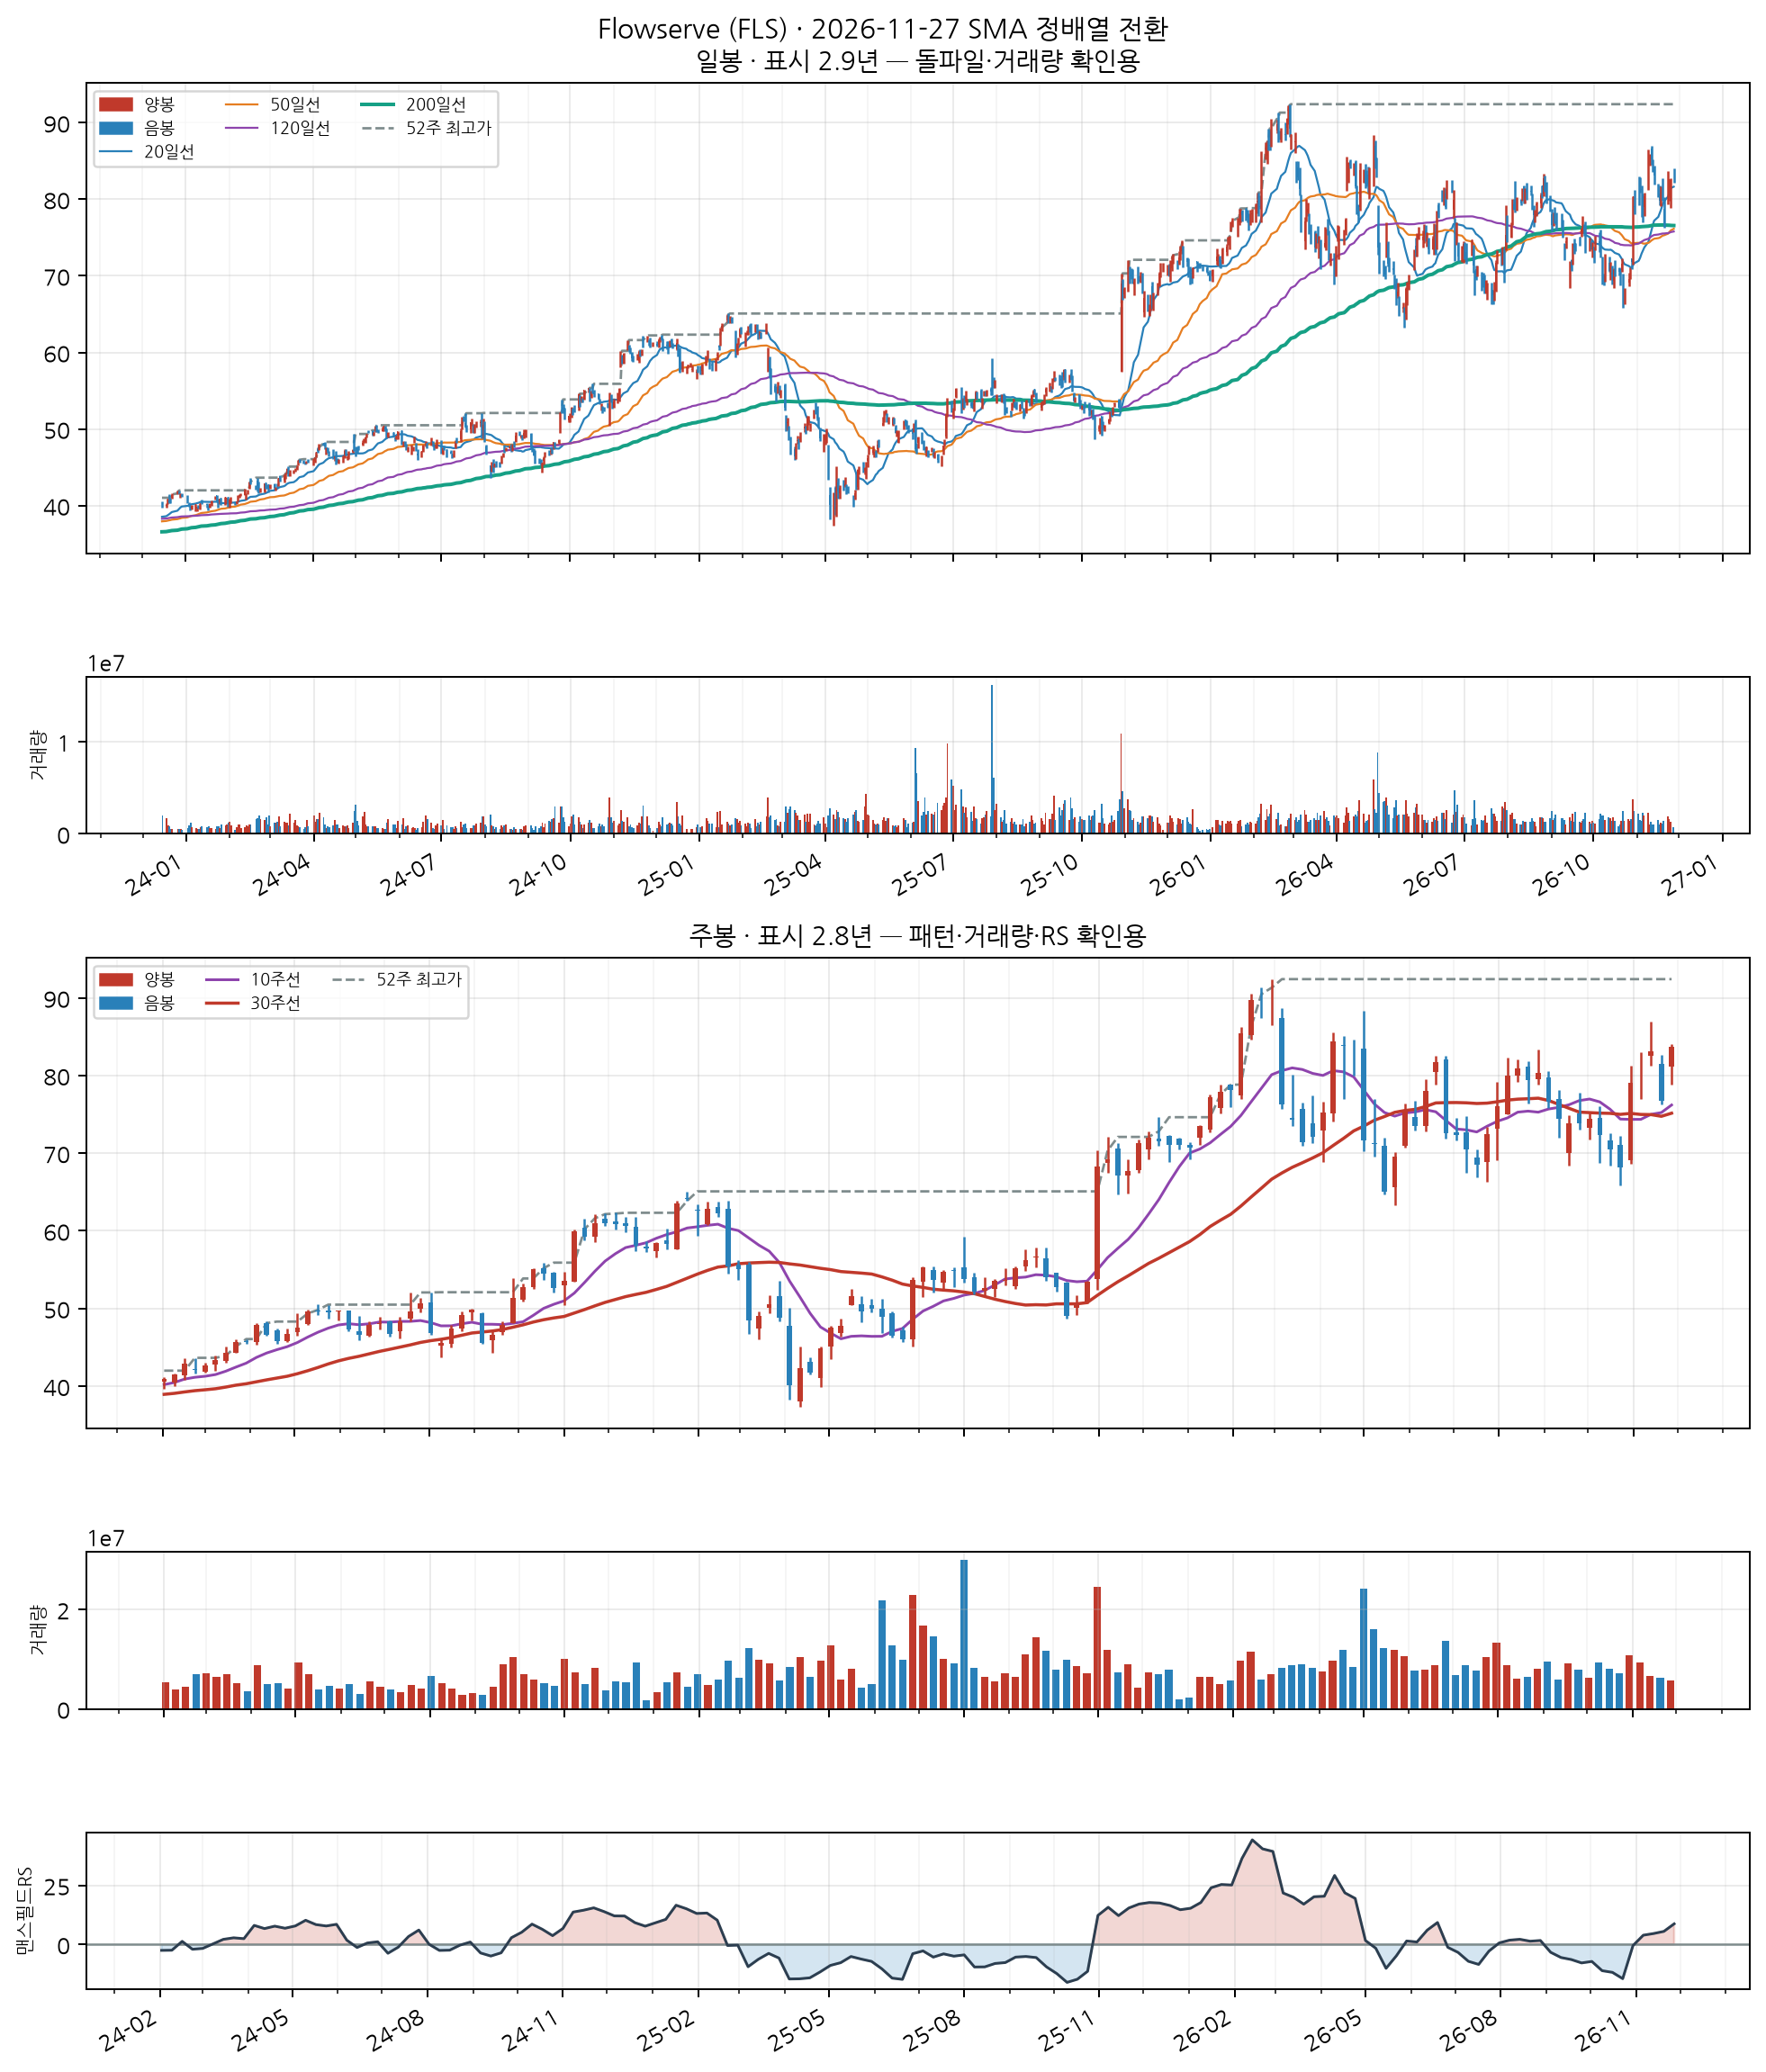 Flowserve (FLS) · 2026-11-27 SMA 정배열 전환
일봉 · 표시 2.9년 — 돌파일·거래량 확인용
양봉 50일선 200일선
음봉 120일선 52주 최고가
20일선
90
80
70
60
50
40
1e7
거래량
1
0
24-01 24-04 24-07 24-10 25-01 25-04 25-07 25-10 26-01 26-04 26-07 26-10 27-01
주봉 · 표시 2.8년 — 패턴·거래량·RS 확인용
양봉 10주선 52주 최고가
음봉 30주선
90
80
70
60
50
40
1e7
거래량
2
0
맨스필드RS
25
0
24-02 24-05 24-08 24-11 25-02 25-05 25-08 25-11 26-02 26-05 26-08 26-11